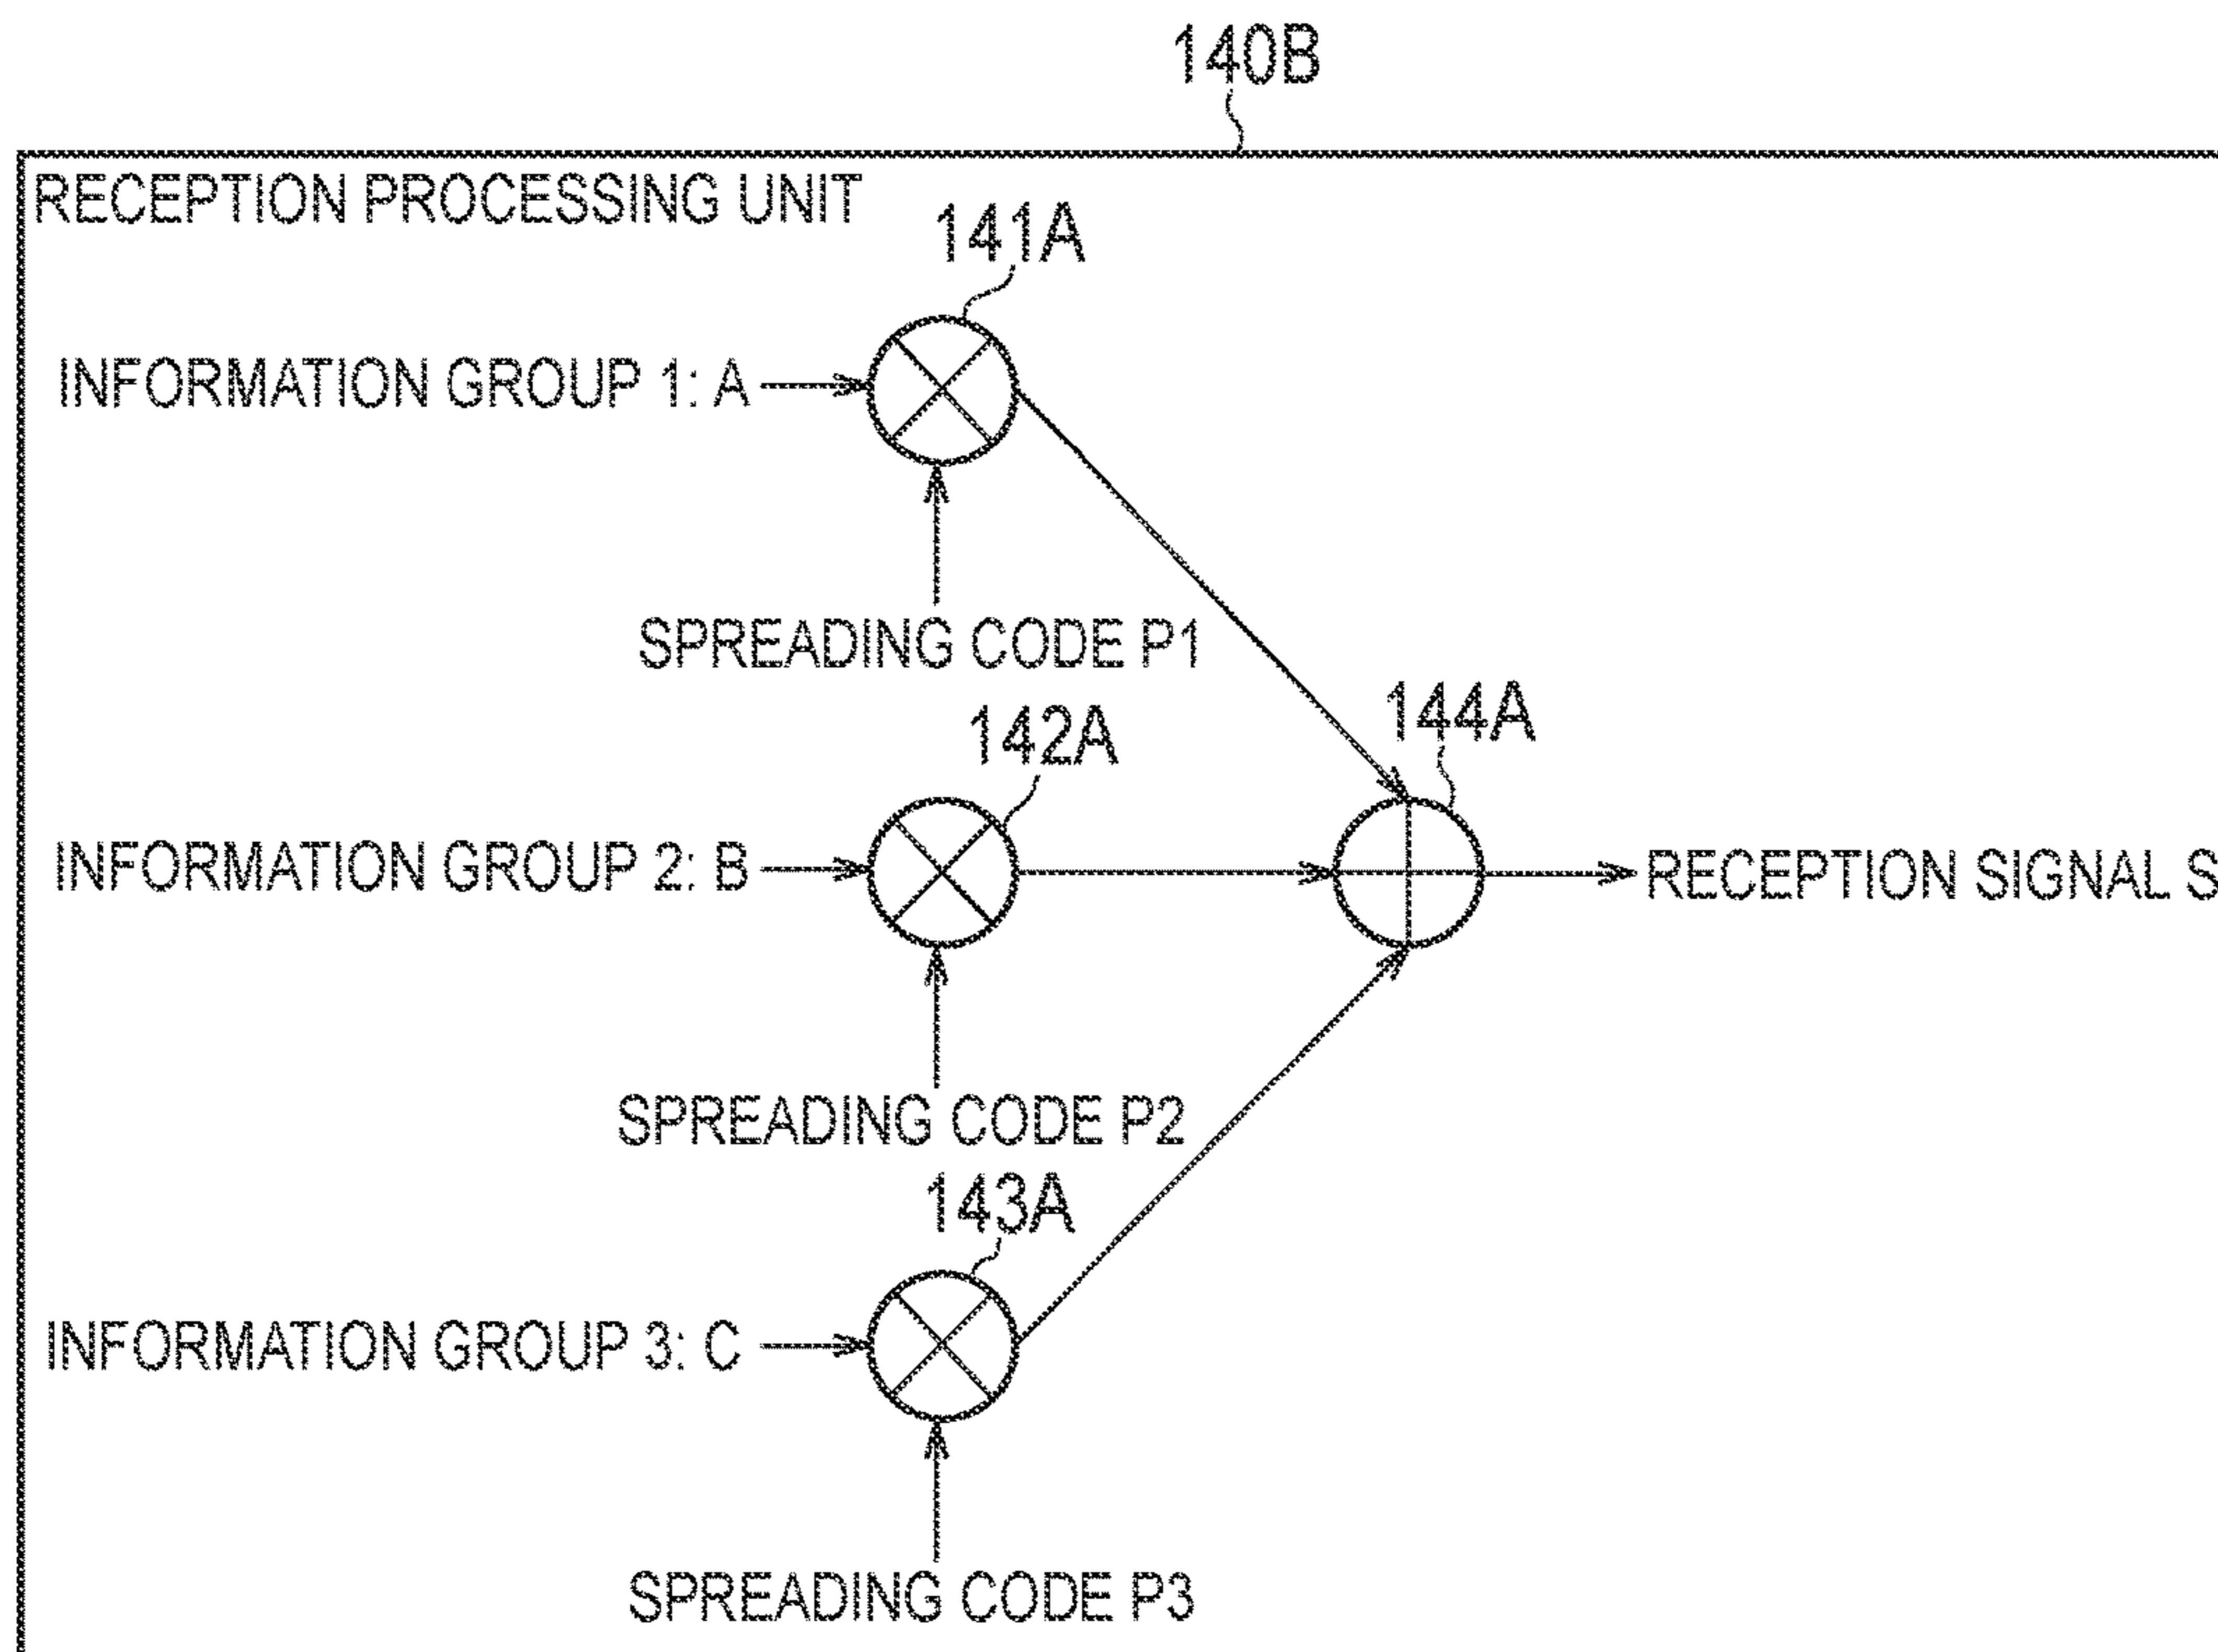 140B
RECEPTION PROCESSING UNIT
141A
INFORMATION GROUP 1: A
SPREADING CODE P1
142A
144A
INFORMATION GROUP 2: B
RECEPTION SIGNAL S
SPREADING CODE P2
143A
INFORMATION GROUP 3: C
SPREADING CODE P3